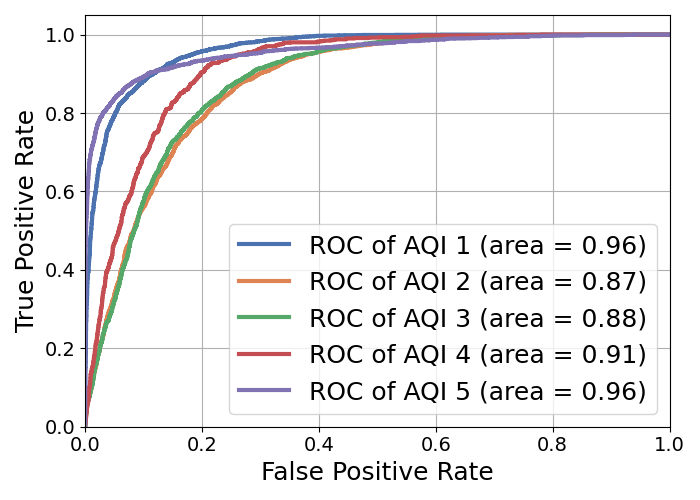 True Positive Rate
1.0
0.8
0.6
0.4
0.2
0.0
ROC of AQI 1 (area = 0.96)
ROC of AQI 2 (area = 0.87)
ROC of AQI 3 (area = 0.88)
ROC of AQI 4 (area = 0.91)
ROC of AQI 5 (area = 0.96)
0.0 0.2 0.4 0.6 0.8 1.0
False Positive Rate